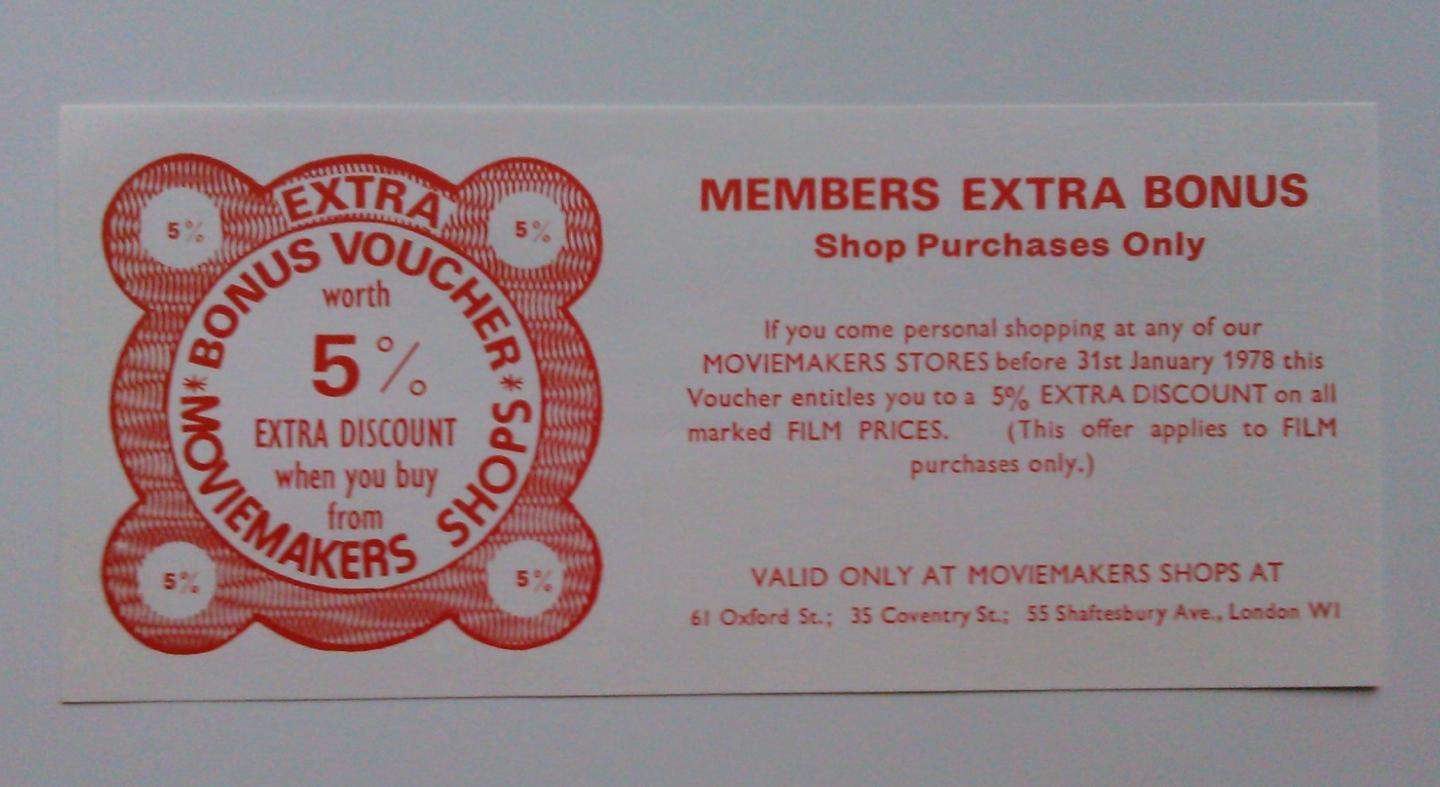 EXTRA
BONUS VOUCHER
5%
5%
worth
5%
EXTRA DISCOUNT
when you buy
from
* MOVIEMAKERS SHOPS *
5%
5%
MEMBERS EXTRA BONUS
Shop Purchases Only
If you come personal shopping at any of our
MOVIEMAKERS STORES before 31st January 1978 this
Voucher entitles you to a 5% EXTRA DISCOUNT on all
marked FILM PRICES. (This offer applies to FILM
purchases only.)
VALID ONLY AT MOVIEMAKERS SHOPS AT
61 Oxford St.; 35 Coventry St.; 55 Shaftesbury Ave., London W1